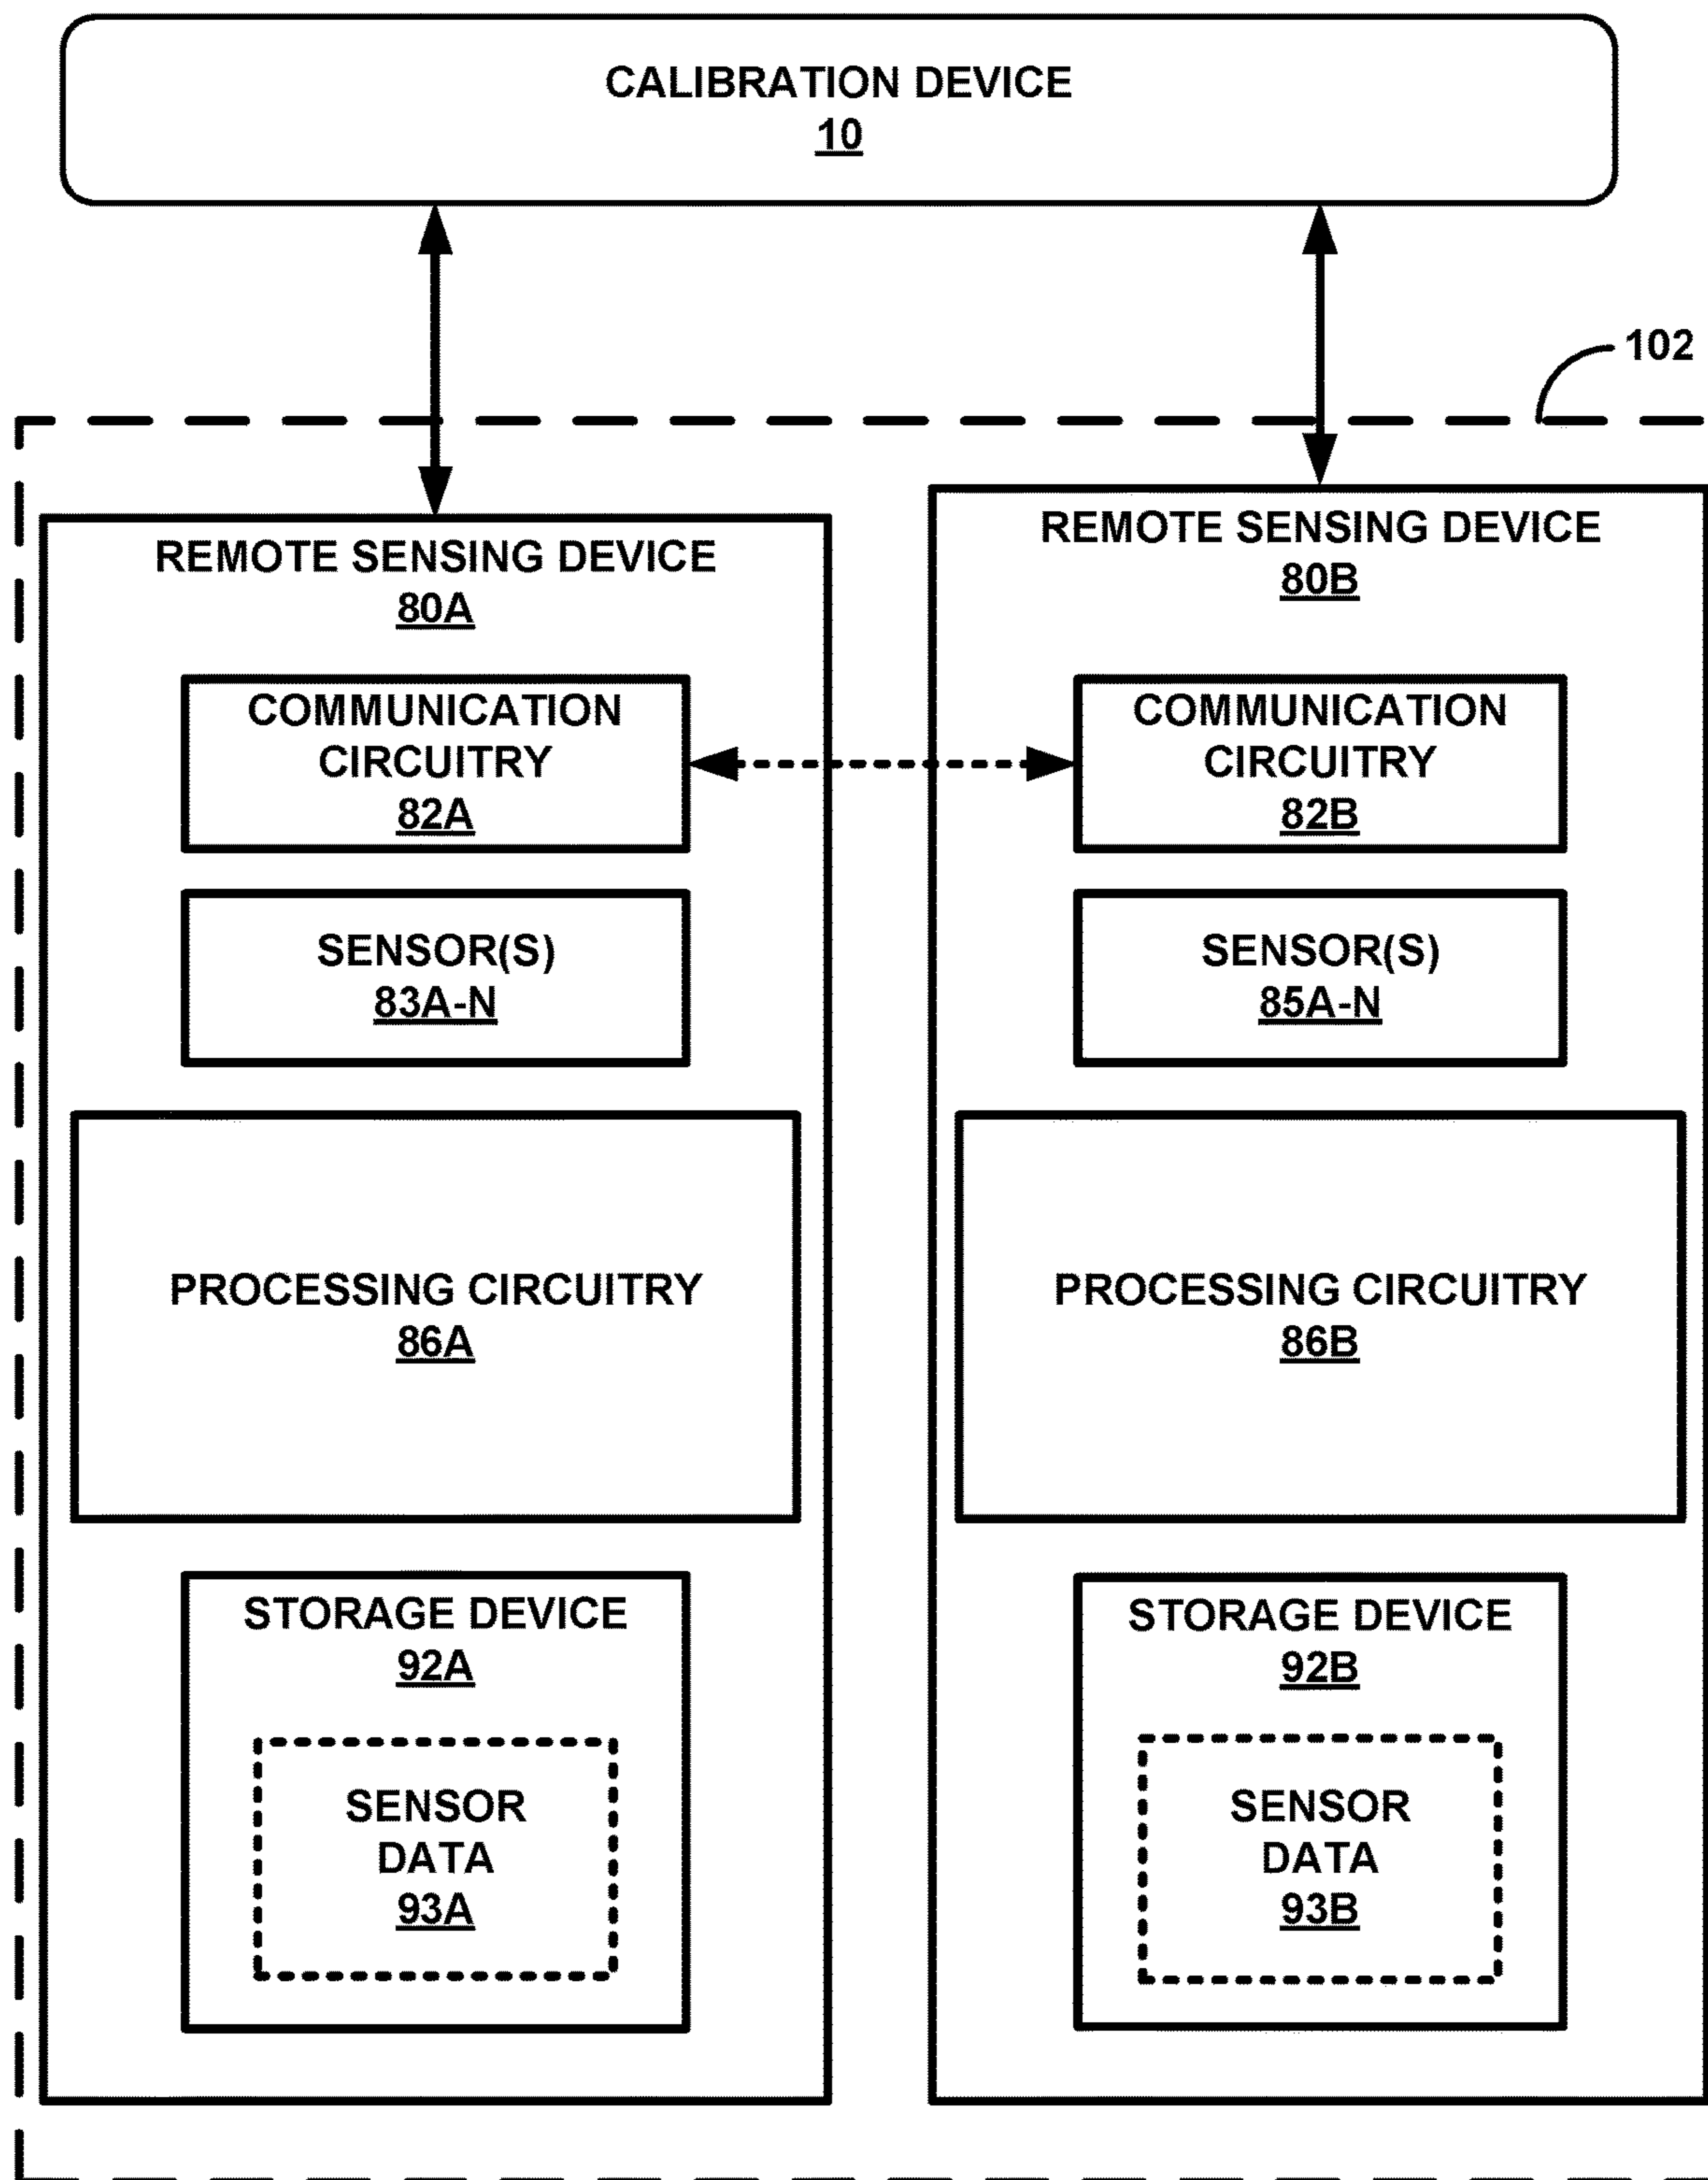 CALIBRATION DEVICE
10
102
REMOTE SENSING DEVICE
80A
COMMUNICATION
CIRCUITRY
82A
SENSOR(S)
83A-N
PROCESSING CIRCUITRY
86A
STORAGE DEVICE
92A
SENSOR
DATA
93A
REMOTE SENSING DEVICE
80B
COMMUNICATION
CIRCUITRY
82B
SENSOR(S)
85A-N
PROCESSING CIRCUITRY
86B
STORAGE DEVICE
92B
SENSOR
DATA
93B